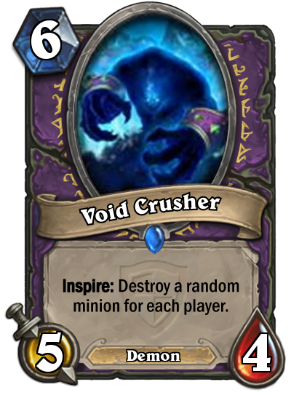 6
Void Crusher
Inspire: Destroy a random
minion for each player.
5
Demon
4